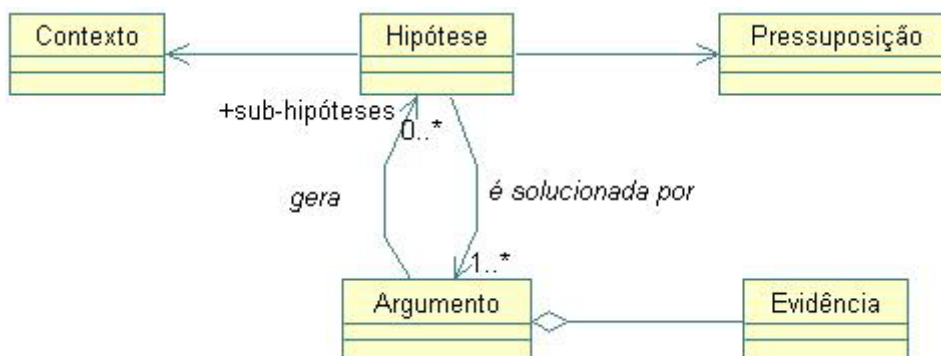 Contexto
Hipótese
Pressuposição
+sub-hipóteses
0..*
gera
é solucionada por
1..*
Argumento
Evidência